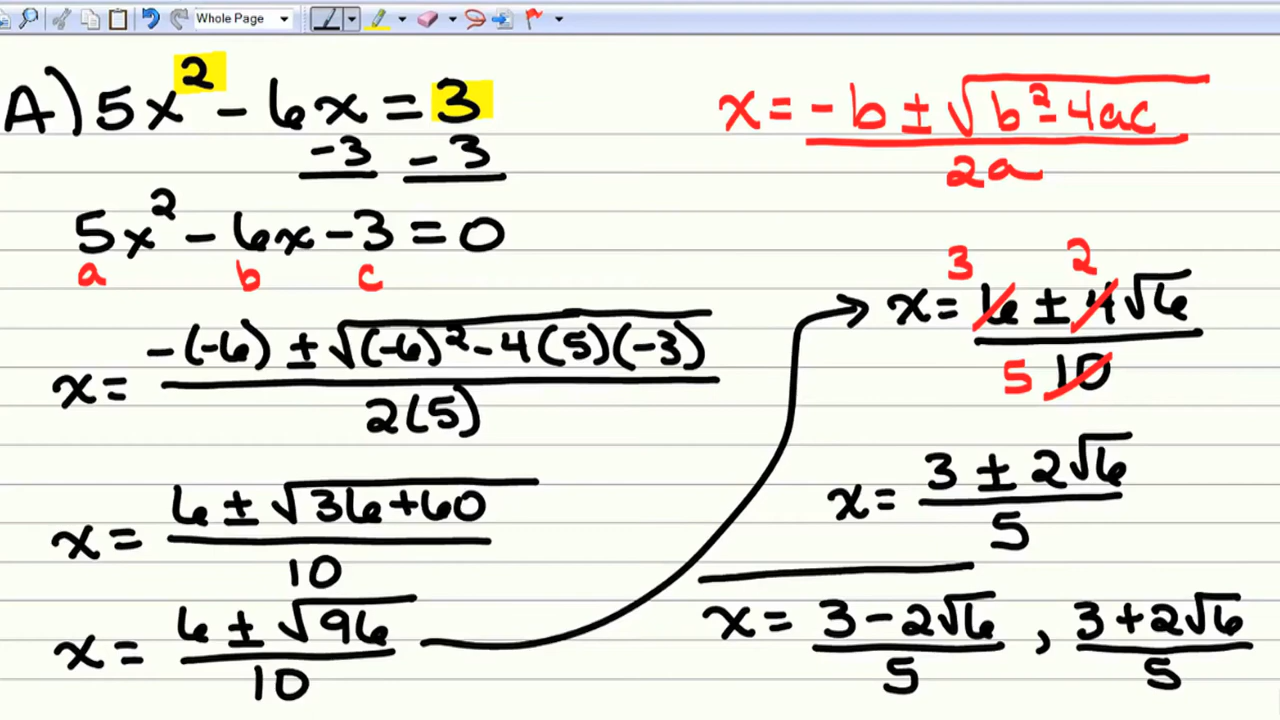 Whole Page
A) 5x² - 6x = 3
-3 -3
5x² - 6x - 3 = 0
a b c
x = -(-6) ± √(-6)² - 4(5)(-3)
2(5)
x = 6 ± √36+60
10
x = 6 ± √96
10
x = -b ± √b² - 4ac
2a
3 2
x = 6 ± 4√6
5 10
x = 3 ± 2√6
5
x = 3 - 2√6 , 3 + 2√6
5 5